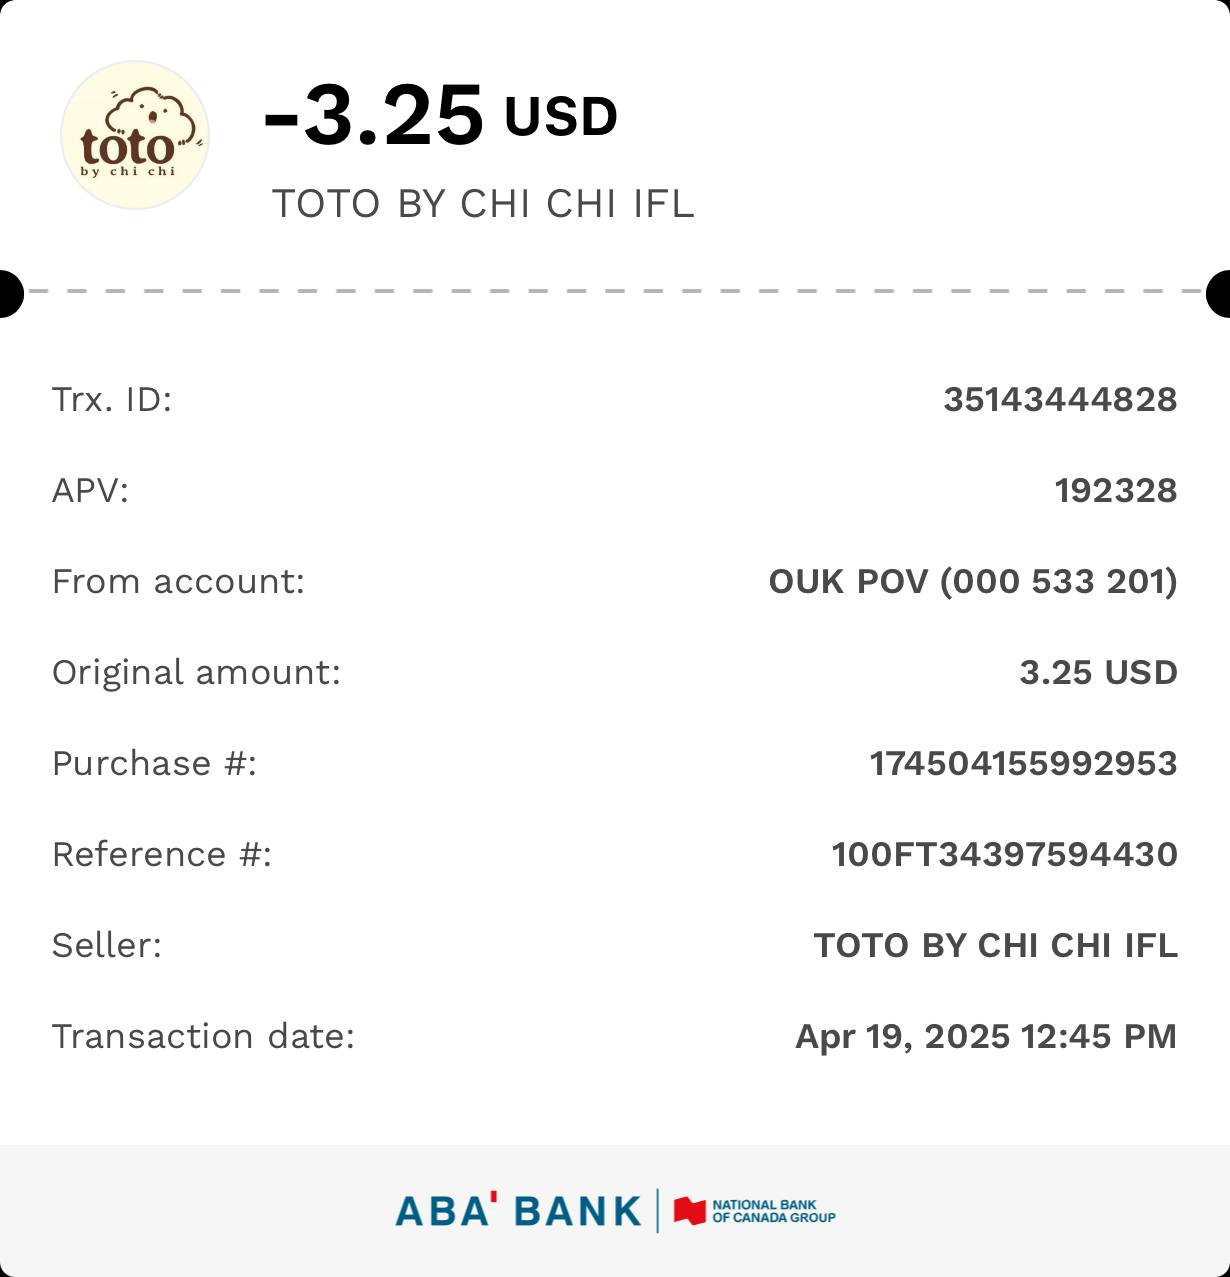 toto
by chi chi
-3.25 USD
TOTO BY CHI CHI IFL
Trx. ID: 35143444828
APV: 192328
From account: OUK POV (000 533 201)
Original amount: 3.25 USD
Purchase #: 174504155992953
Reference #: 100FT34397594430
Seller: TOTO BY CHI CHI IFL
Transaction date: Apr 19, 2025 12:45 PM
ABA' BANK
NATIONAL BANK
OF CANADA GROUP